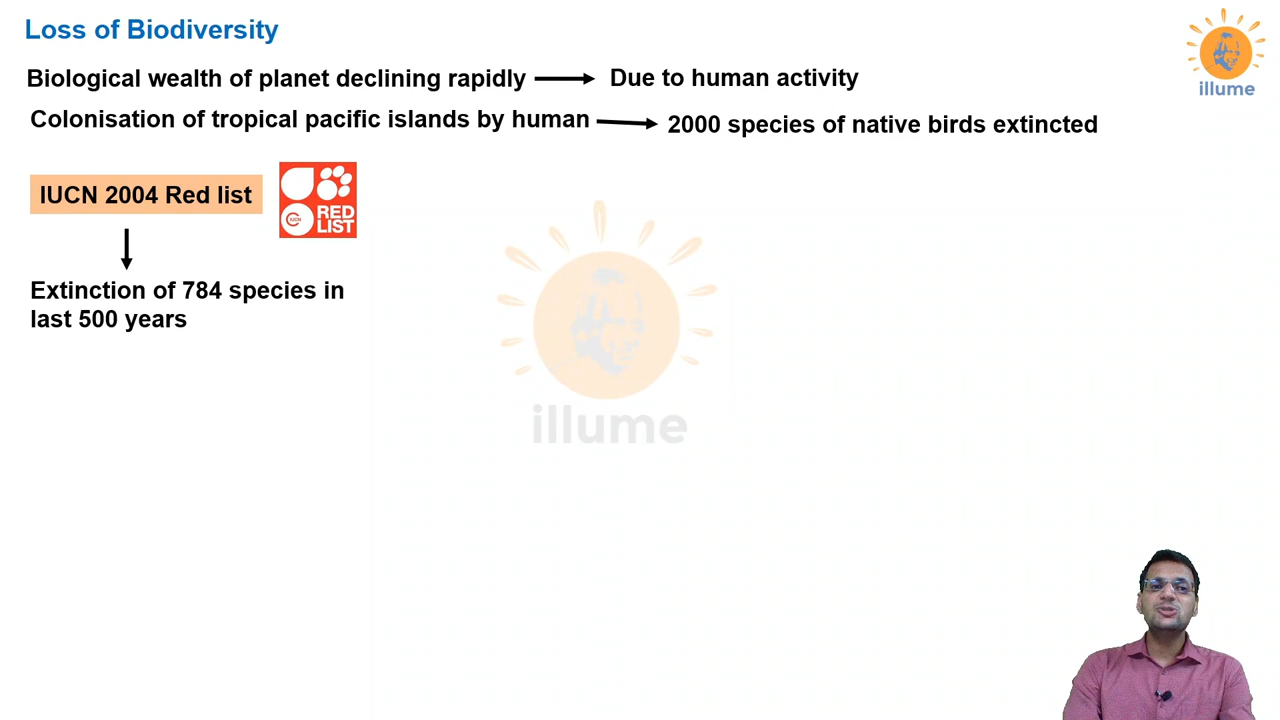 Loss of Biodiversity
Biological wealth of planet declining rapidly
Due to human activity
Colonisation of tropical pacific islands by human
2000 species of native birds extincted
illume
IUCN 2004 Red list
IUCN
RED
LIST
Extinction of 784 species in
last 500 years
illume